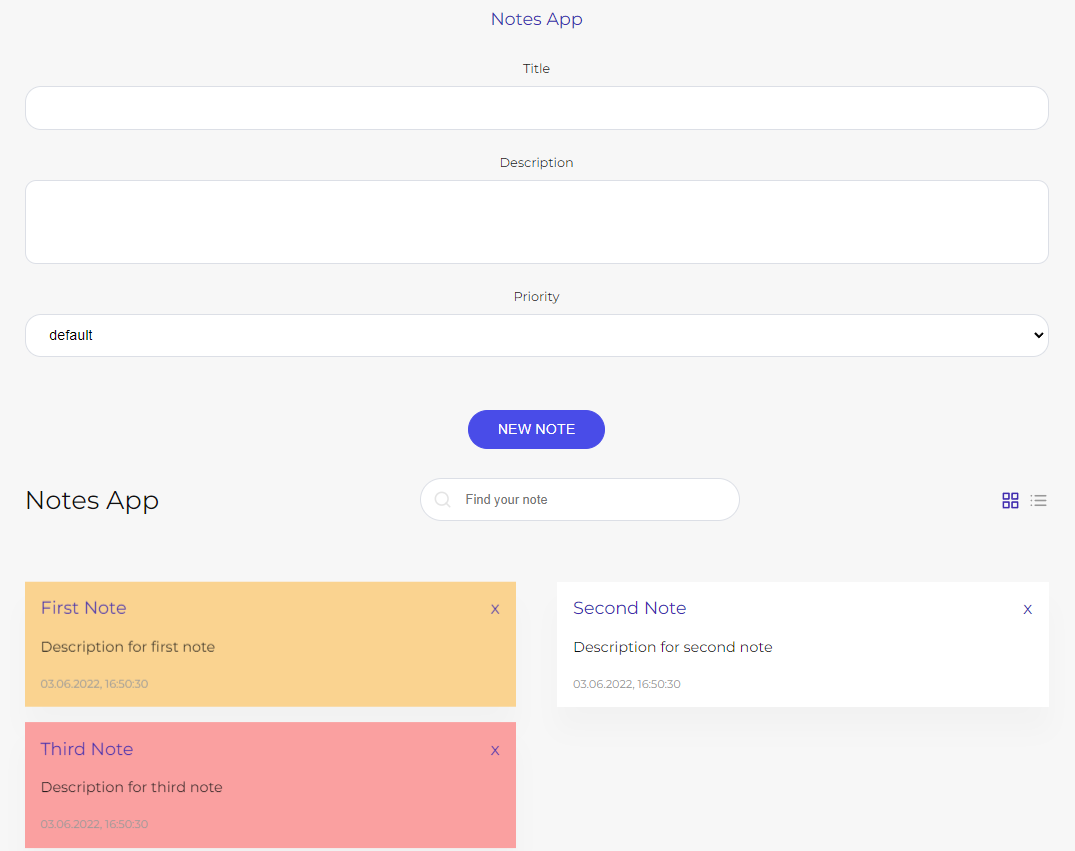 Notes App
Title
Description
Priority
default
NEW NOTE
Notes App
Find your note
First Note
x
Description for first note
03.06.2022, 16:50:30
Second Note
x
Description for second note
03.06.2022, 16:50:30
Third Note
x
Description for third note
03.06.2022, 16:50:30